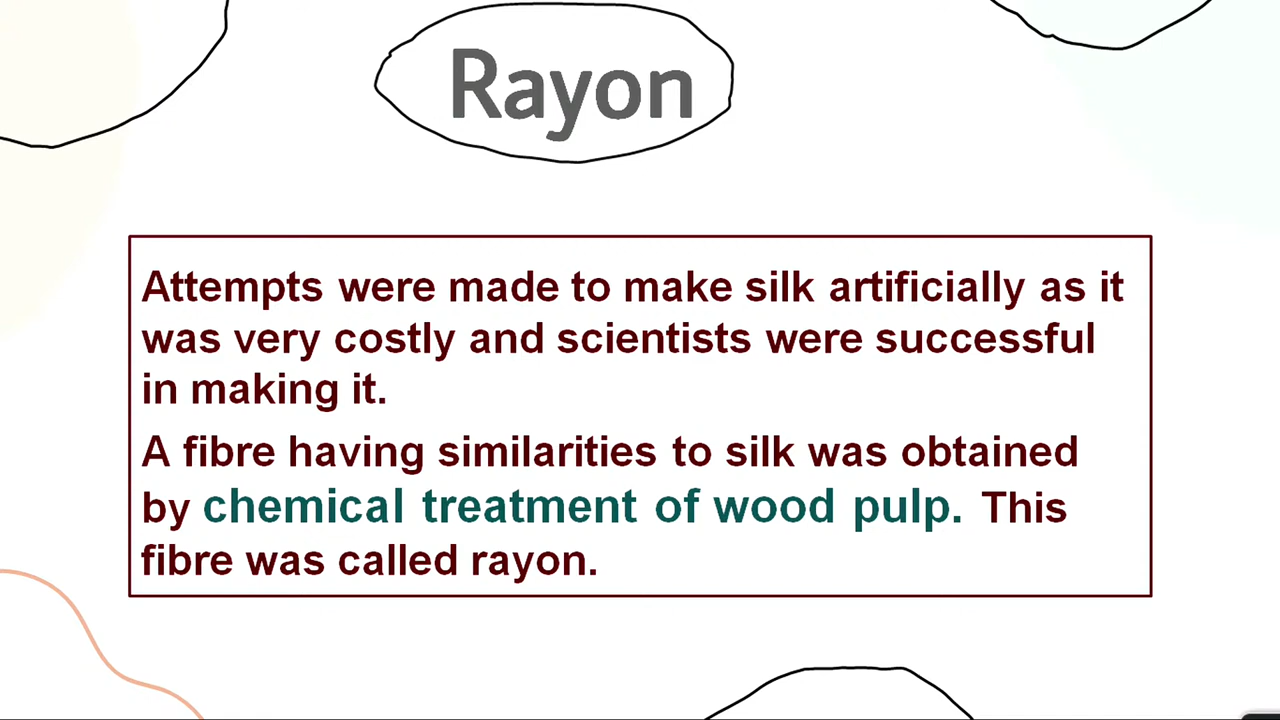 Rayon
Attempts were made to make silk artificially as it
was very costly and scientists were successful
in making it.
A fibre having similarities to silk was obtained
by chemical treatment of wood pulp. This
fibre was called rayon.